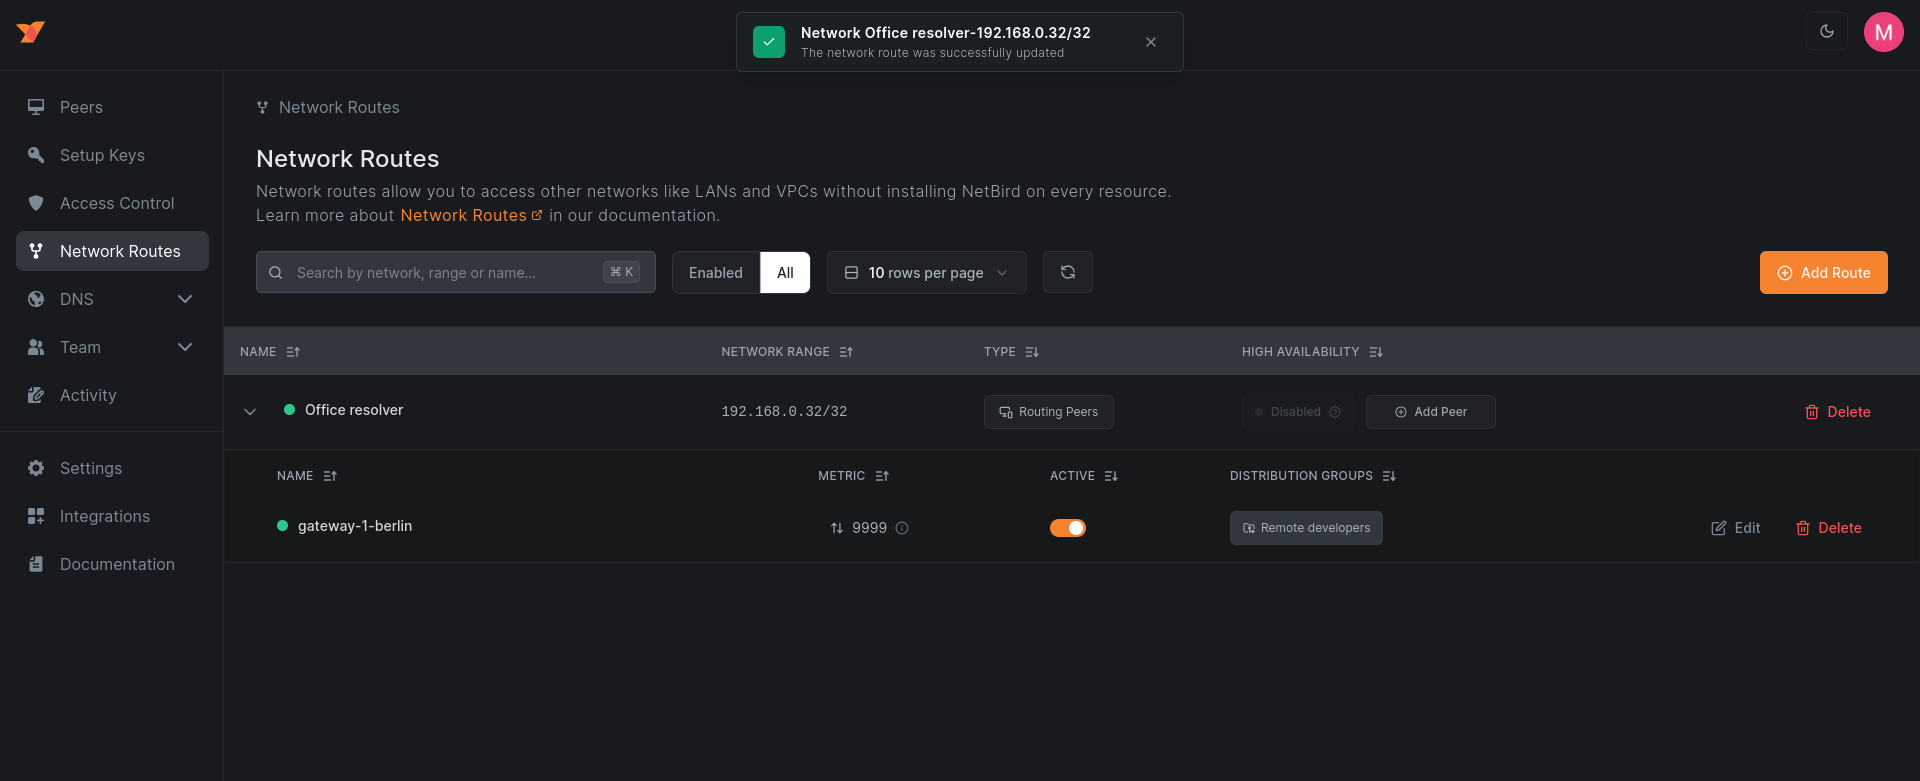 Network Office resolver-192.168.0.32/32
The network route was successfully updated
M
Peers
Setup Keys
Access Control
Network Routes
DNS
Team
Activity
Settings
Integrations
Documentation
Network Routes
Network Routes
Network routes allow you to access other networks like LANs and VPCs without installing NetBird on every resource.
Learn more about Network Routes in our documentation.
Search by network, range or name... ⌘ K Enabled All 10 rows per page Add Route
NAME NETWORK RANGE TYPE HIGH AVAILABILITY
Office resolver 192.168.0.32/32 Routing Peers Disabled Add Peer Delete
NAME METRIC ACTIVE DISTRIBUTION GROUPS
gateway-1-berlin 9999 Remote developers Edit Delete